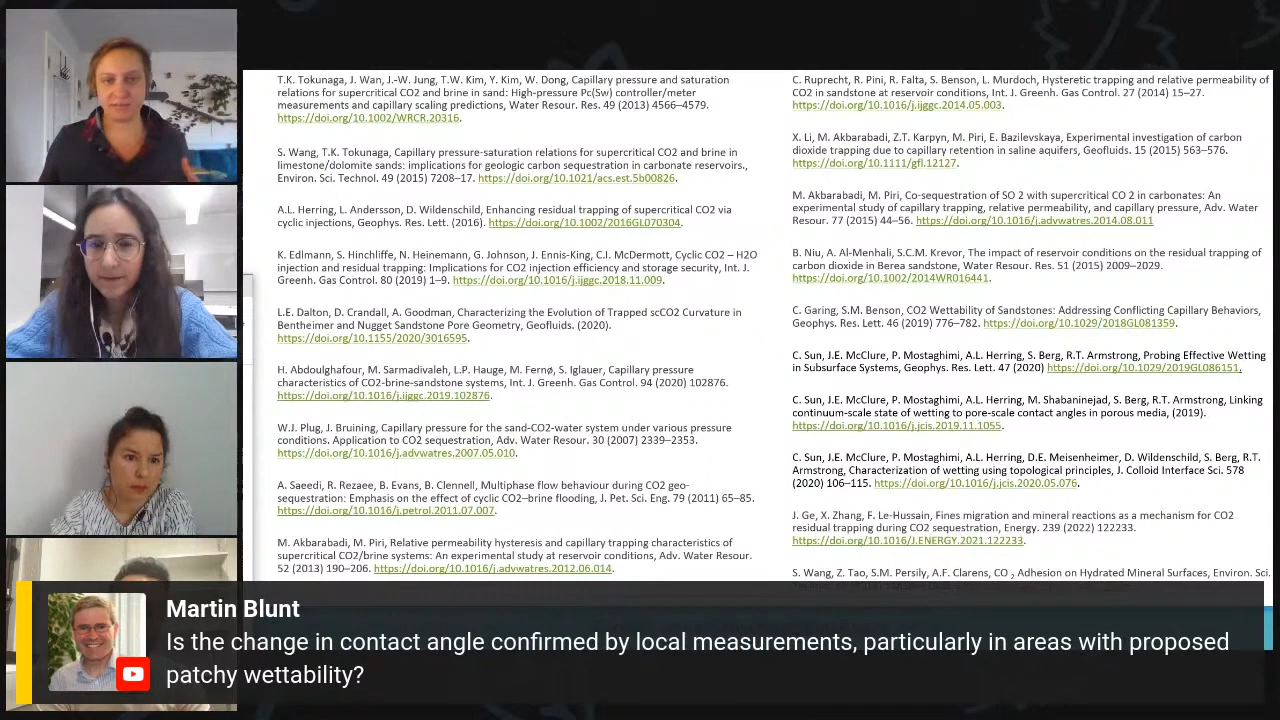 T.K. Tokunaga, J. Wan, J.-W. Jung, T.W. Kim, Y. Kim, W. Dong, Capillary pressure and saturation
relations for supercritical CO2 and brine in sand: High-pressure Pc(Sw) controller/meter
measurements and capillary scaling predictions, Water Resour. Res. 49 (2013) 4566–4579.
https://doi.org/10.1002/WRCR.20316.
S. Wang, T.K. Tokunaga, Capillary pressure-saturation relations for supercritical CO2 and brine in
limestone/dolomite sands: implications for geologic carbon sequestration in carbonate reservoirs.,
Environ. Sci. Technol. 49 (2015) 7208–17. https://doi.org/10.1021/acs.est.5b00826.
A.L. Herring, L. Andersson, D. Wildenschild, Enhancing residual trapping of supercritical CO2 via
cyclic injections, Geophys. Res. Lett. (2016). https://doi.org/10.1002/2016GL070304.
K. Edlmann, S. Hinchliffe, N. Heinemann, G. Johnson, J. Ennis-King, C.I. McDermott, Cyclic CO2 – H2O
injection and residual trapping: Implications for CO2 injection efficiency and storage security, Int. J.
Greenh. Gas Control. 80 (2019) 1–9. https://doi.org/10.1016/j.ijggc.2018.11.009.
L.E. Dalton, D. Crandall, A. Goodman, Characterizing the Evolution of Trapped scCO2 Curvature in
Bentheimer and Nugget Sandstone Pore Geometry, Geofluids. (2020).
https://doi.org/10.1155/2020/3016595.
H. Abdoulghafour, M. Sarmadivaleh, L.P. Hauge, M. Fernø, S. Iglauer, Capillary pressure
characteristics of CO2-brine-sandstone systems, Int. J. Greenh. Gas Control. 94 (2020) 102876.
https://doi.org/10.1016/j.ijggc.2019.102876.
W.J. Plug, J. Bruining, Capillary pressure for the sand-CO2-water system under various pressure
conditions. Application to CO2 sequestration, Adv. Water Resour. 30 (2007) 2339–2353.
https://doi.org/10.1016/j.advwatres.2007.05.010.
A. Saeedi, R. Rezaee, B. Evans, B. Clennell, Multiphase flow behaviour during CO2 geo-
sequestration: Emphasis on the effect of cyclic CO2–brine flooding, J. Pet. Sci. Eng. 79 (2011) 65–85.
https://doi.org/10.1016/j.petrol.2011.07.007.
M. Akbarabadi, M. Piri, Relative permeability hysteresis and capillary trapping characteristics of
supercritical CO2/brine systems: An experimental study at reservoir conditions, Adv. Water Resour.
52 (2013) 190–206. https://doi.org/10.1016/j.advwatres.2012.06.014.
C. Ruprecht, R. Pini, R. Falta, S. Benson, L. Murdoch, Hysteretic trapping and relative permeability of
CO2 in sandstone at reservoir conditions, Int. J. Greenh. Gas Control. 27 (2014) 15–27.
https://doi.org/10.1016/j.ijggc.2014.05.003.
X. Li, M. Akbarabadi, Z.T. Karpyn, M. Piri, E. Bazilevskaya, Experimental investigation of carbon
dioxide trapping due to capillary retention in saline aquifers, Geofluids. 15 (2015) 563–576.
https://doi.org/10.1111/gfl.12127.
M. Akbarabadi, M. Piri, Co-sequestration of SO 2 with supercritical CO 2 in carbonates: An
experimental study of capillary trapping, relative permeability, and capillary pressure, Adv. Water
Resour. 77 (2015) 44–56. https://doi.org/10.1016/j.advwatres.2014.08.011
B. Niu, A. Al-Menhali, S.C.M. Krevor, The impact of reservoir conditions on the residual trapping of
carbon dioxide in Berea sandstone, Water Resour. Res. 51 (2015) 2009–2029.
https://doi.org/10.1002/2014WR016441.
C. Garing, S.M. Benson, CO2 Wettability of Sandstones: Addressing Conflicting Capillary Behaviors,
Geophys. Res. Lett. 46 (2019) 776–782. https://doi.org/10.1029/2018GL081359.
C. Sun, J.E. McClure, P. Mostaghimi, A.L. Herring, S. Berg, R.T. Armstrong, Probing Effective Wetting
in Subsurface Systems, Geophys. Res. Lett. 47 (2020) https://doi.org/10.1029/2019GL086151.
C. Sun, J.E. McClure, P. Mostaghimi, A.L. Herring, M. Shabaninejad, S. Berg, R.T. Armstrong, Linking
continuum-scale state of wetting to pore-scale contact angles in porous media, (2019).
https://doi.org/10.1016/j.jcis.2019.11.1055.
C. Sun, J.E. McClure, P. Mostaghimi, A.L. Herring, D.E. Meisenheimer, D. Wildenschild, S. Berg, R.T.
Armstrong, Characterization of wetting using topological principles, J. Colloid Interface Sci. 578
(2020) 106–115. https://doi.org/10.1016/j.jcis.2020.05.076.
J. Ge, X. Zhang, F. Le-Hussain, Fines migration and mineral reactions as a mechanism for CO2
residual trapping during CO2 sequestration, Energy. 239 (2022) 122233.
https://doi.org/10.1016/J.ENERGY.2021.122233.
S. Wang, Z. Tao, S.M. Persily, A.F. Clarens, CO 2 Adhesion on Hydrated Mineral Surfaces, Environ. Sci.
Martin Blunt
Is the change in contact angle confirmed by local measurements, particularly in areas with proposed
patchy wettability?